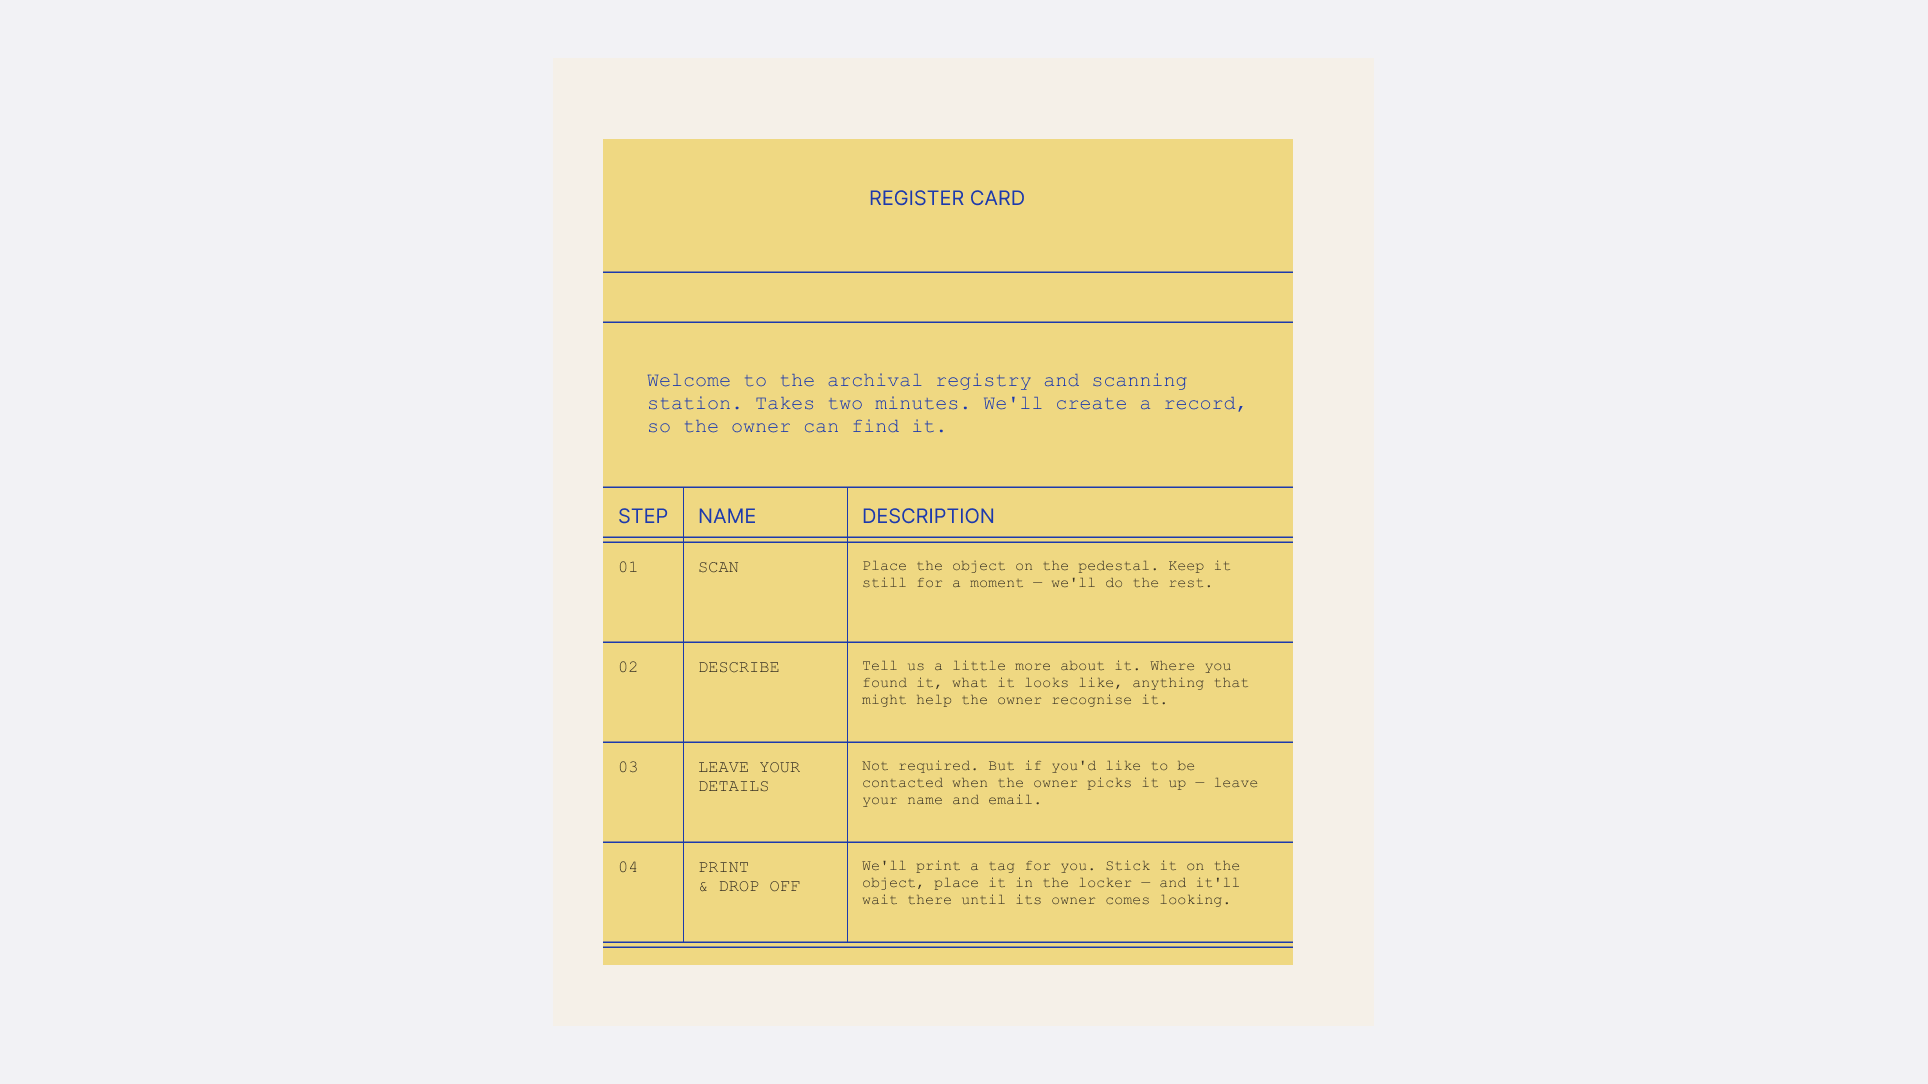 REGISTER CARD
Welcome to the archival registry and scanning
station. Takes two minutes. We'll create a record,
so the owner can find it.
STEP NAME DESCRIPTION
01 SCAN Place the object on the pedestal. Keep it
still for a moment — we'll do the rest.
02 DESCRIBE Tell us a little more about it. Where you
found it, what it looks like, anything that
might help the owner recognise it.
03 LEAVE YOUR
DETAILS
Not required. But if you'd like to be
contacted when the owner picks it up — leave
your name and email.
04 PRINT
& DROP OFF
We'll print a tag for you. Stick it on the
object, place it in the locker — and it'll
wait there until its owner comes looking.